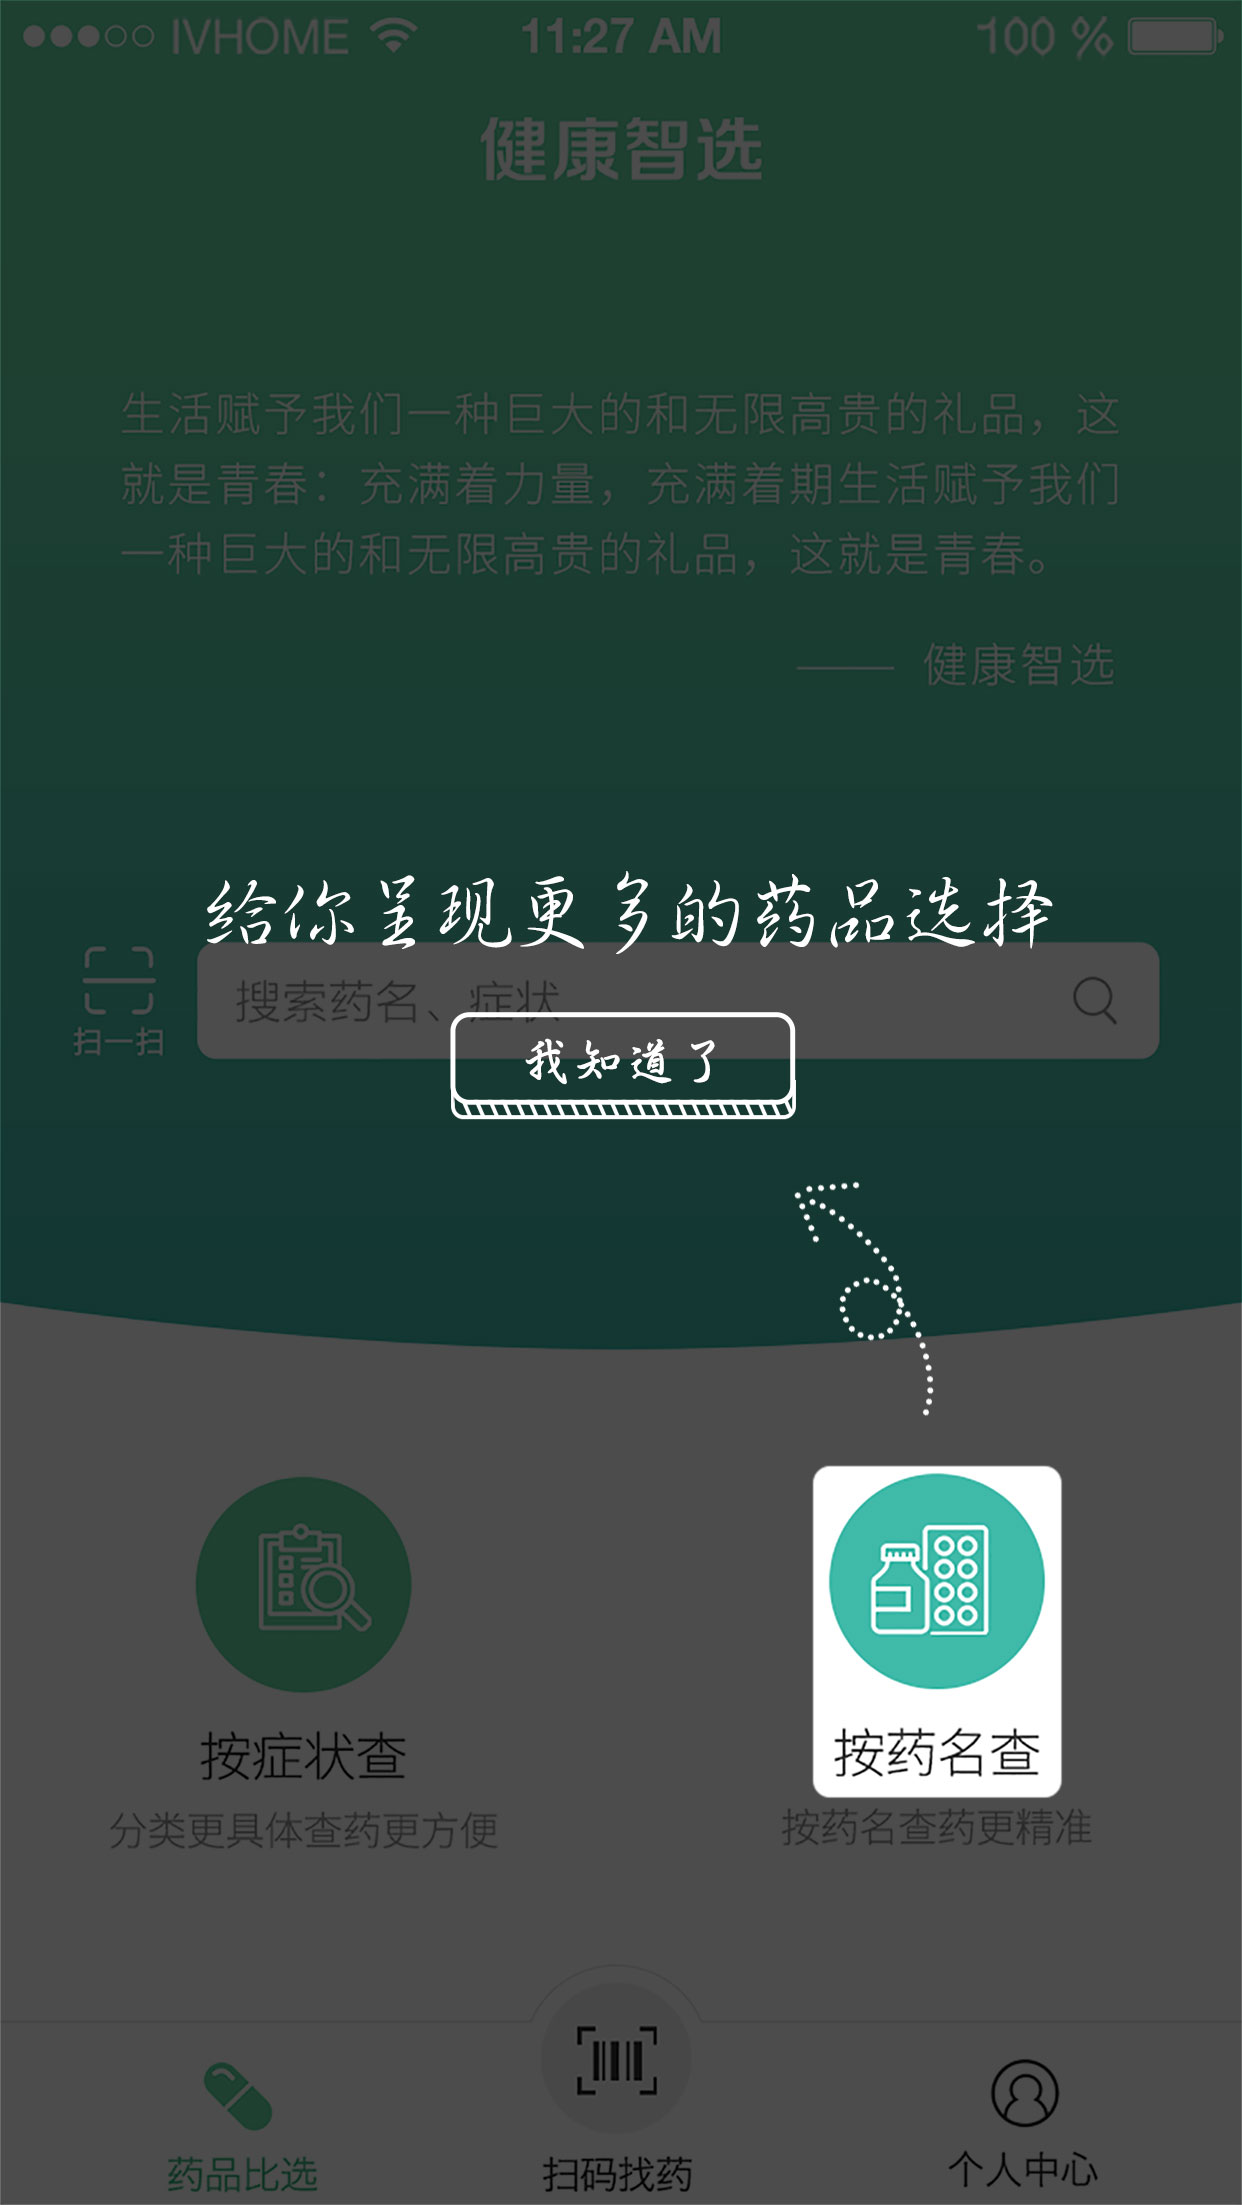 IVHOME 11:27 AM 100 %
健康智选
生活赋予我们一种巨大的和无限高贵的礼品，这
就是青春：充满着力量，充满着期生活赋予我们
一种巨大的和无限高贵的礼品，这就是青春。
—— 健康智选
给你呈现更多的药品选择
搜索药名、症状
扫一扫
我知道了
按症状查 按药名查
分类更具体查药更方便 按药名查药更精准
药品比选 扫码找药 个人中心